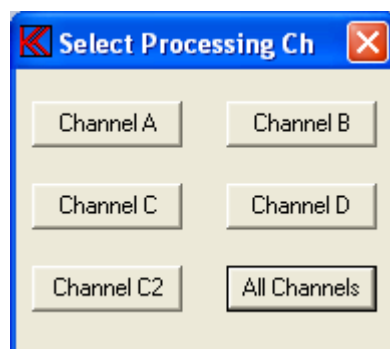 Select Processing Ch
Channel A
Channel B
Channel C
Channel D
Channel C2
All Channels